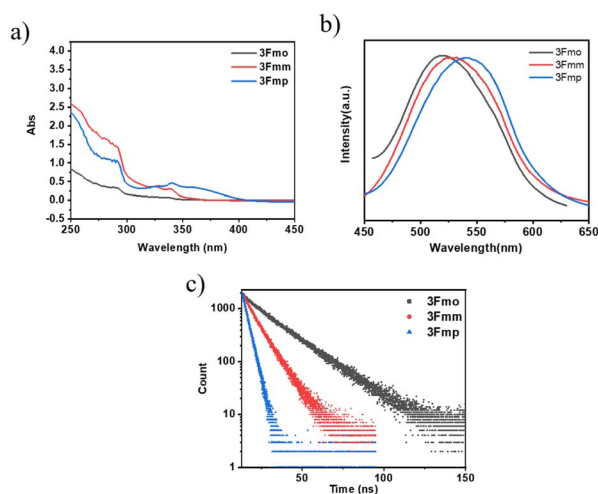 a)
4.0
3.5
3.0
2.5
2.0
1.5
1.0
0.5
0.0
-0.5
Abs
3Fmo
3Fmm
3Fmp
250 300 350 400 450
Wavelength (nm)
b)
Intensity(a.u.)
3Fmo
3Fmm
3Fmp
450 500 550 600 650
Wavelength(nm)
c)
1000
100
10
1
Count
3Fmo
3Fmm
3Fmp
50 100 150
Time (ns)